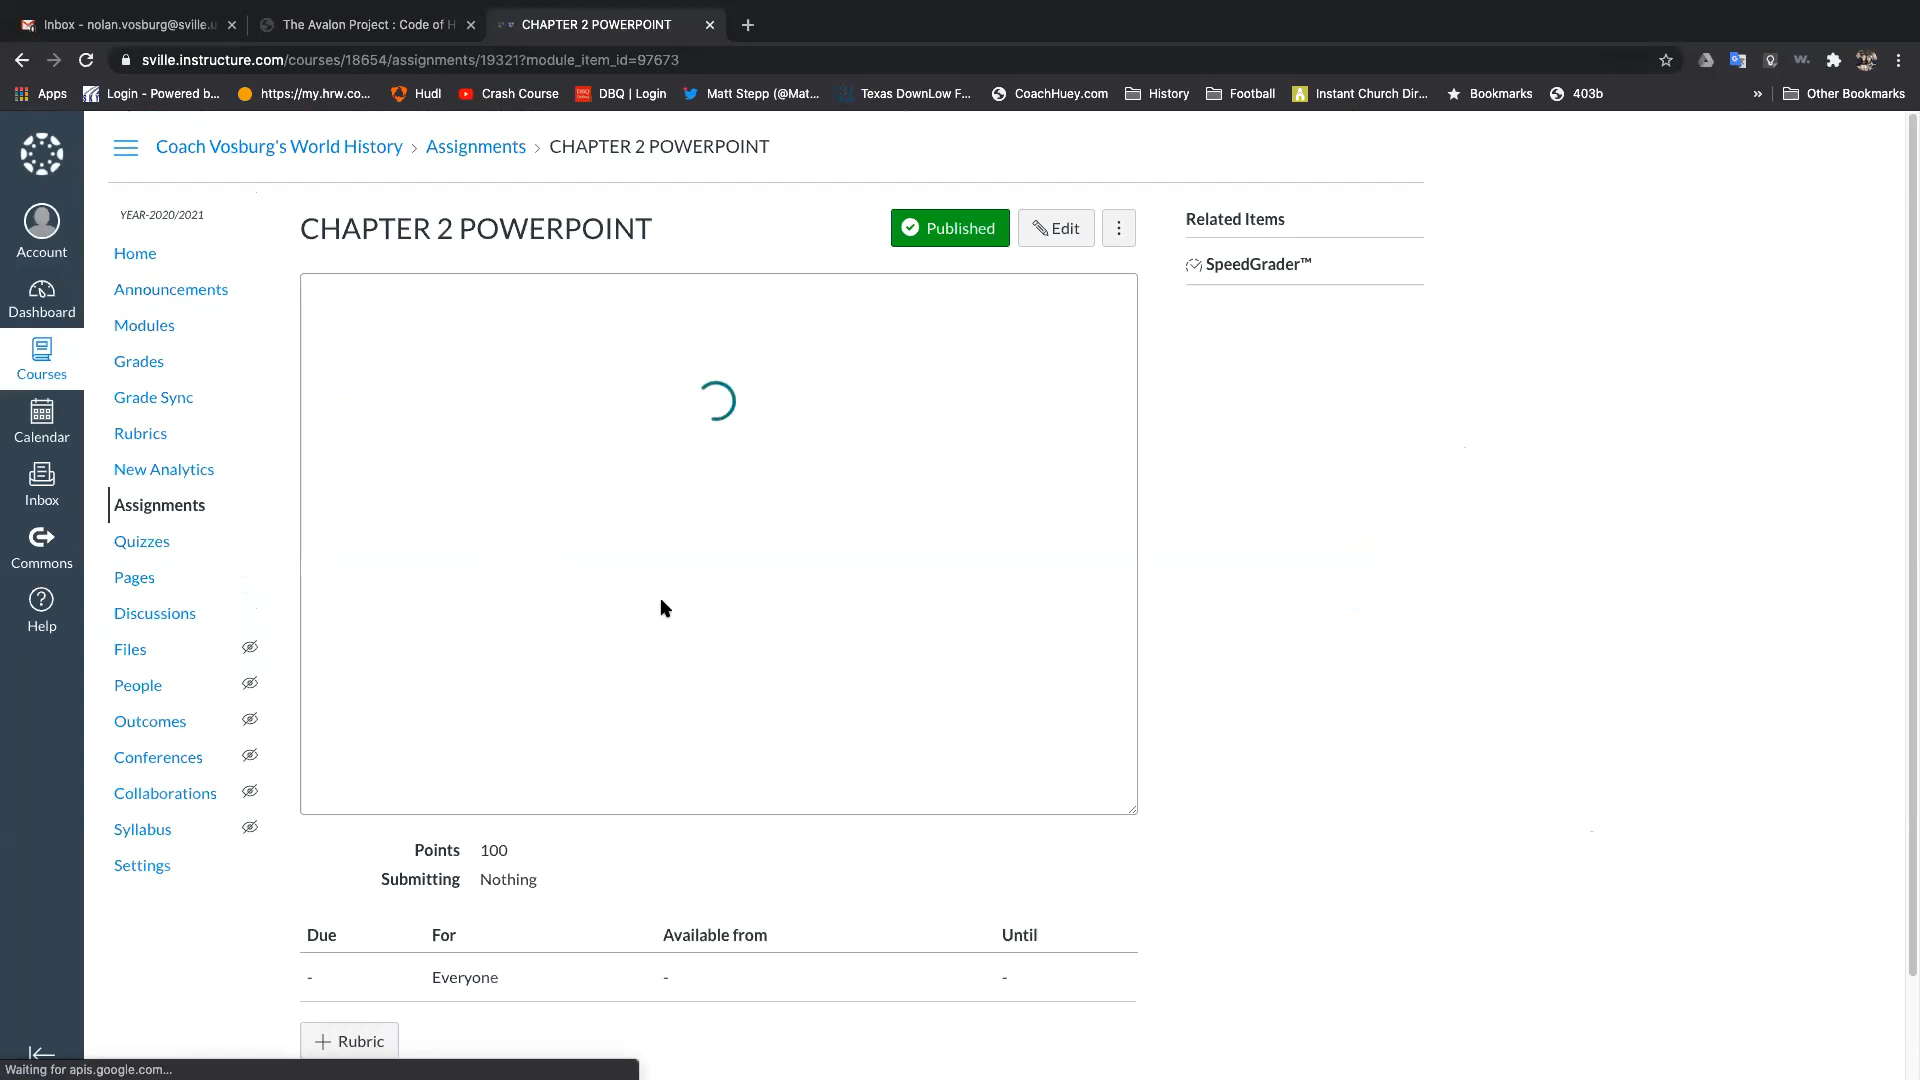 Inbox - nolan.vosburg@sville.u
The Avalon Project : Code of H
CHAPTER 2 POWERPOINT
sville.instructure.com/courses/18654/assignments/19321?module_item_id=97673
Apps
Login - Powered b...
https://my.hrw.co...
Hudl
Crash Course
DBQ | Login
Matt Stepp (@Mat...
Texas DownLow F...
CoachHuey.com
History
Football
Instant Church Dir...
Bookmarks
403b
»
Other Bookmarks
Coach Vosburg's World History › Assignments › CHAPTER 2 POWERPOINT
Account
Dashboard
Courses
Calendar
Inbox
Commons
Help
YEAR-2020/2021
Home
Announcements
Modules
Grades
Grade Sync
Rubrics
New Analytics
Assignments
Quizzes
Pages
Discussions
Files
People
Outcomes
Conferences
Collaborations
Syllabus
Settings
CHAPTER 2 POWERPOINT
Published
Edit
Related Items
SpeedGrader™
Points 100
Submitting Nothing
Due For Available from Until
- Everyone - -
+ Rubric
Waiting for apis.google.com...